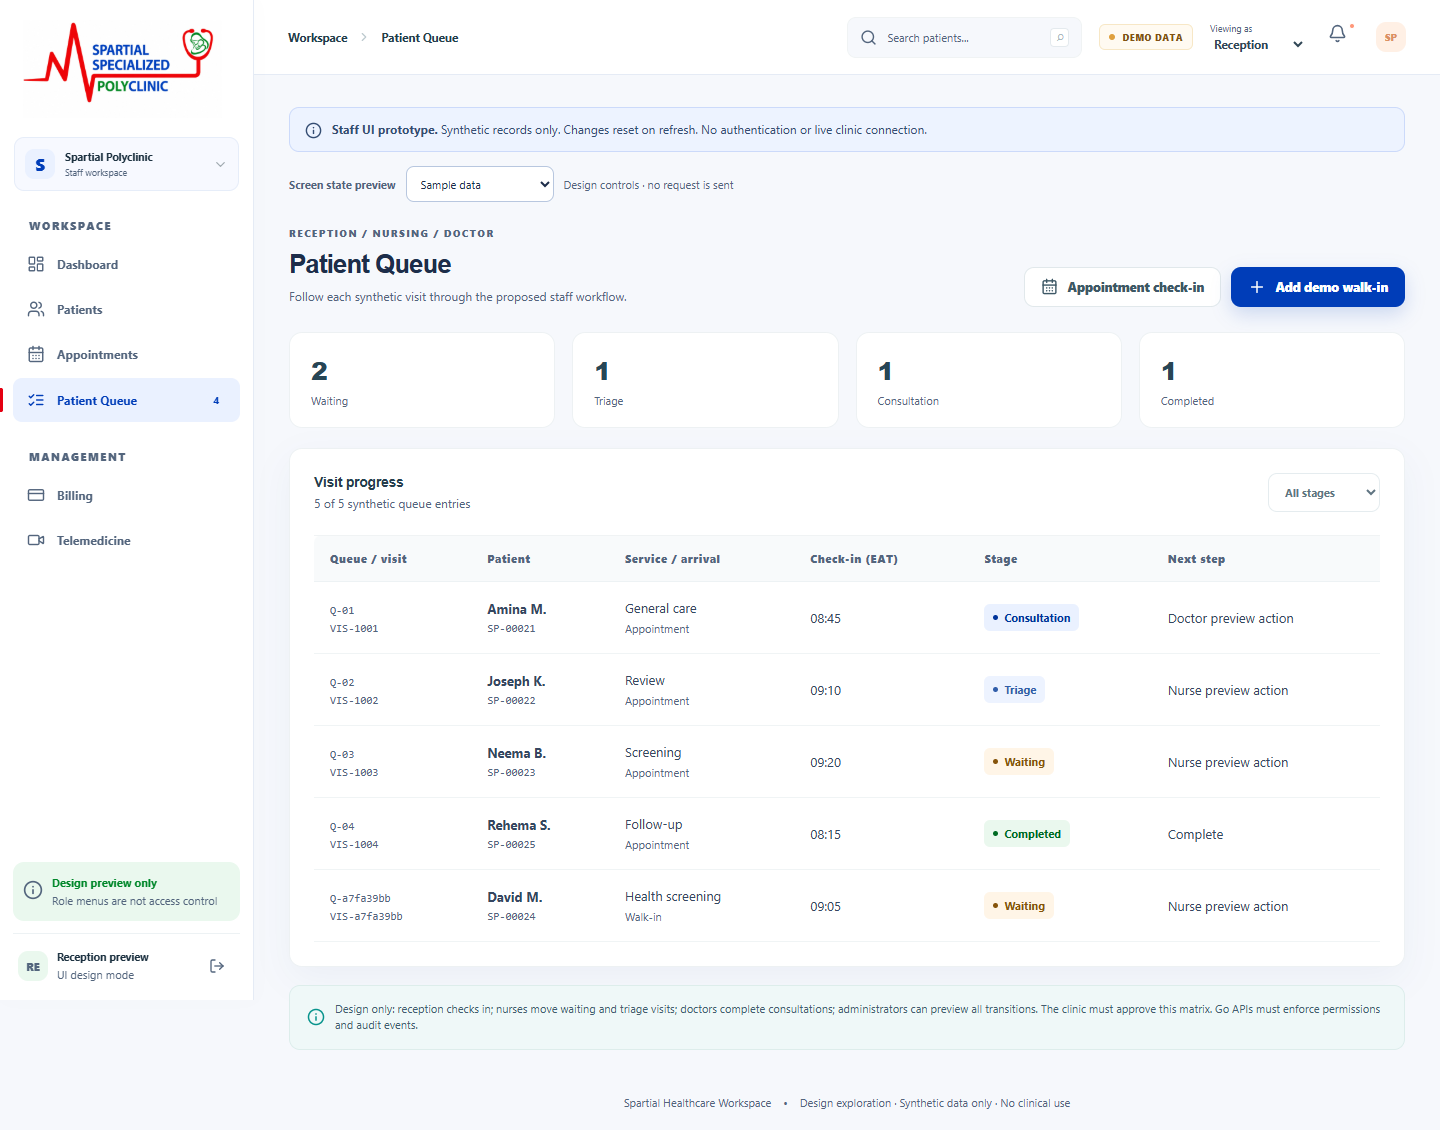 SPARTIAL
SPECIALIZED
POLYCLINIC
S
Spartial Polyclinic
Staff workspace
WORKSPACE
Dashboard
Patients
Appointments
Patient Queue 4
MANAGEMENT
Billing
Telemedicine
Design preview only
Role menus are not access control
RE
Reception preview
UI design mode
Workspace Patient Queue
Search patients...
DEMO DATA
Viewing as
Reception
SP
Staff UI prototype. Synthetic records only. Changes reset on refresh. No authentication or live clinic connection.
Screen state preview Sample data Design controls · no request is sent
RECEPTION / NURSING / DOCTOR
Patient Queue
Follow each synthetic visit through the proposed staff workflow.
Appointment check-in
Add demo walk-in
2
Waiting
1
Triage
1
Consultation
1
Completed
Visit progress
5 of 5 synthetic queue entries
All stages
Queue / visit Patient Service / arrival Check-in (EAT) Stage Next step
Q-01 Amina M. General care 08:45 Consultation Doctor preview action
VIS-1001 SP-00021 Appointment
Q-02 Joseph K. Review 09:10 Triage Nurse preview action
VIS-1002 SP-00022 Appointment
Q-03 Neema B. Screening 09:20 Waiting Nurse preview action
VIS-1003 SP-00023 Appointment
Q-04 Rehema S. Follow-up 08:15 Completed Complete
VIS-1004 SP-00025 Appointment
Q-a7fa39bb David M. Health screening 09:05 Waiting Nurse preview action
VIS-a7fa39bb SP-00024 Walk-in
Design only: reception checks in; nurses move waiting and triage visits; doctors complete consultations; administrators can preview all transitions. The clinic must approve this matrix. Go APIs must enforce permissions
and audit events.
Spartial Healthcare Workspace • Design exploration · Synthetic data only · No clinical use